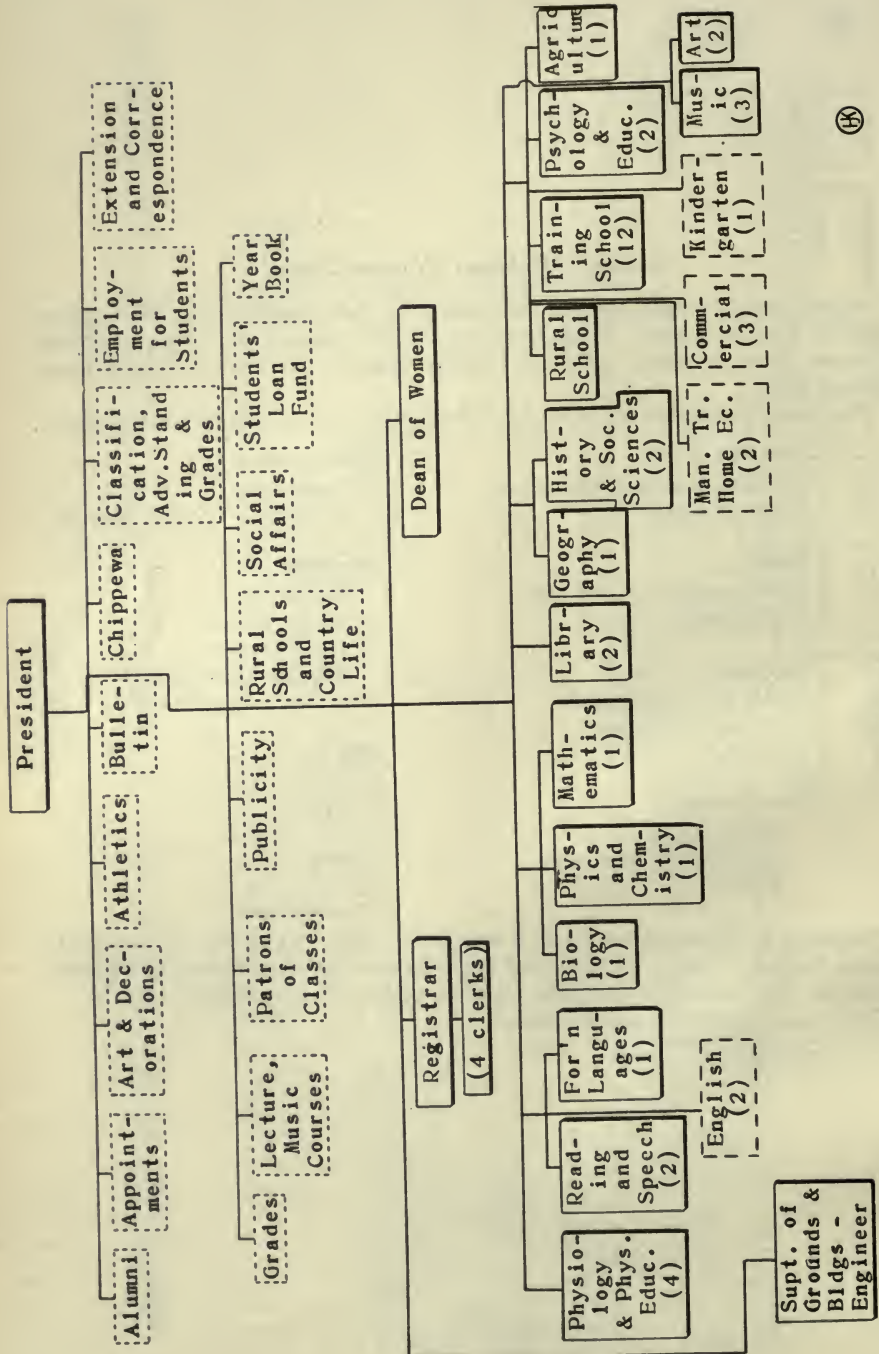 President
Alumni
Appoint-
ments
Art & Dec-
orations
Athletics
Bulle-
tin
Chippewa
Classifi-
cation,
Adv.Stand
ing &
Grades
Employ-
ment
for
Students
Extension
and Corr-
espondence
Grades
Lecture,
Music
Courses
Patrons
of
Classes
Publicity
Rural
Schools
and
Country
Life
Social
Affairs
Students'
Loan
Fund
Year
Book
Registrar
(4 clerks)
Dean of Women
Physio-
logy
& Phys.
Educ.
(4)
Read-
ing
and
Speech
(2)
For'n
Langu-
ages
(1)
English
(2)
Bio-
logy
(1)
Phys-
ics
and
Chem-
istry
(1)
Math-
ematics
(1)
Libr-
ary
(2)
Geogr-
aphy
(1)
Hist-
ory
& Soc.
Sciences
(2)
Rural
School
Train-
ing
School
(12)
Psych-
ology
&
Educ.
(2)
Agric
ulture
(1)
Man. Tr.
Home Ec.
(2)
Comm-
ercial
(3)
Kinder-
garten
(1)
Mus-
ic
(3)
Art
(2)
Supt. of
Grounds &
Bldgs -
Engineer